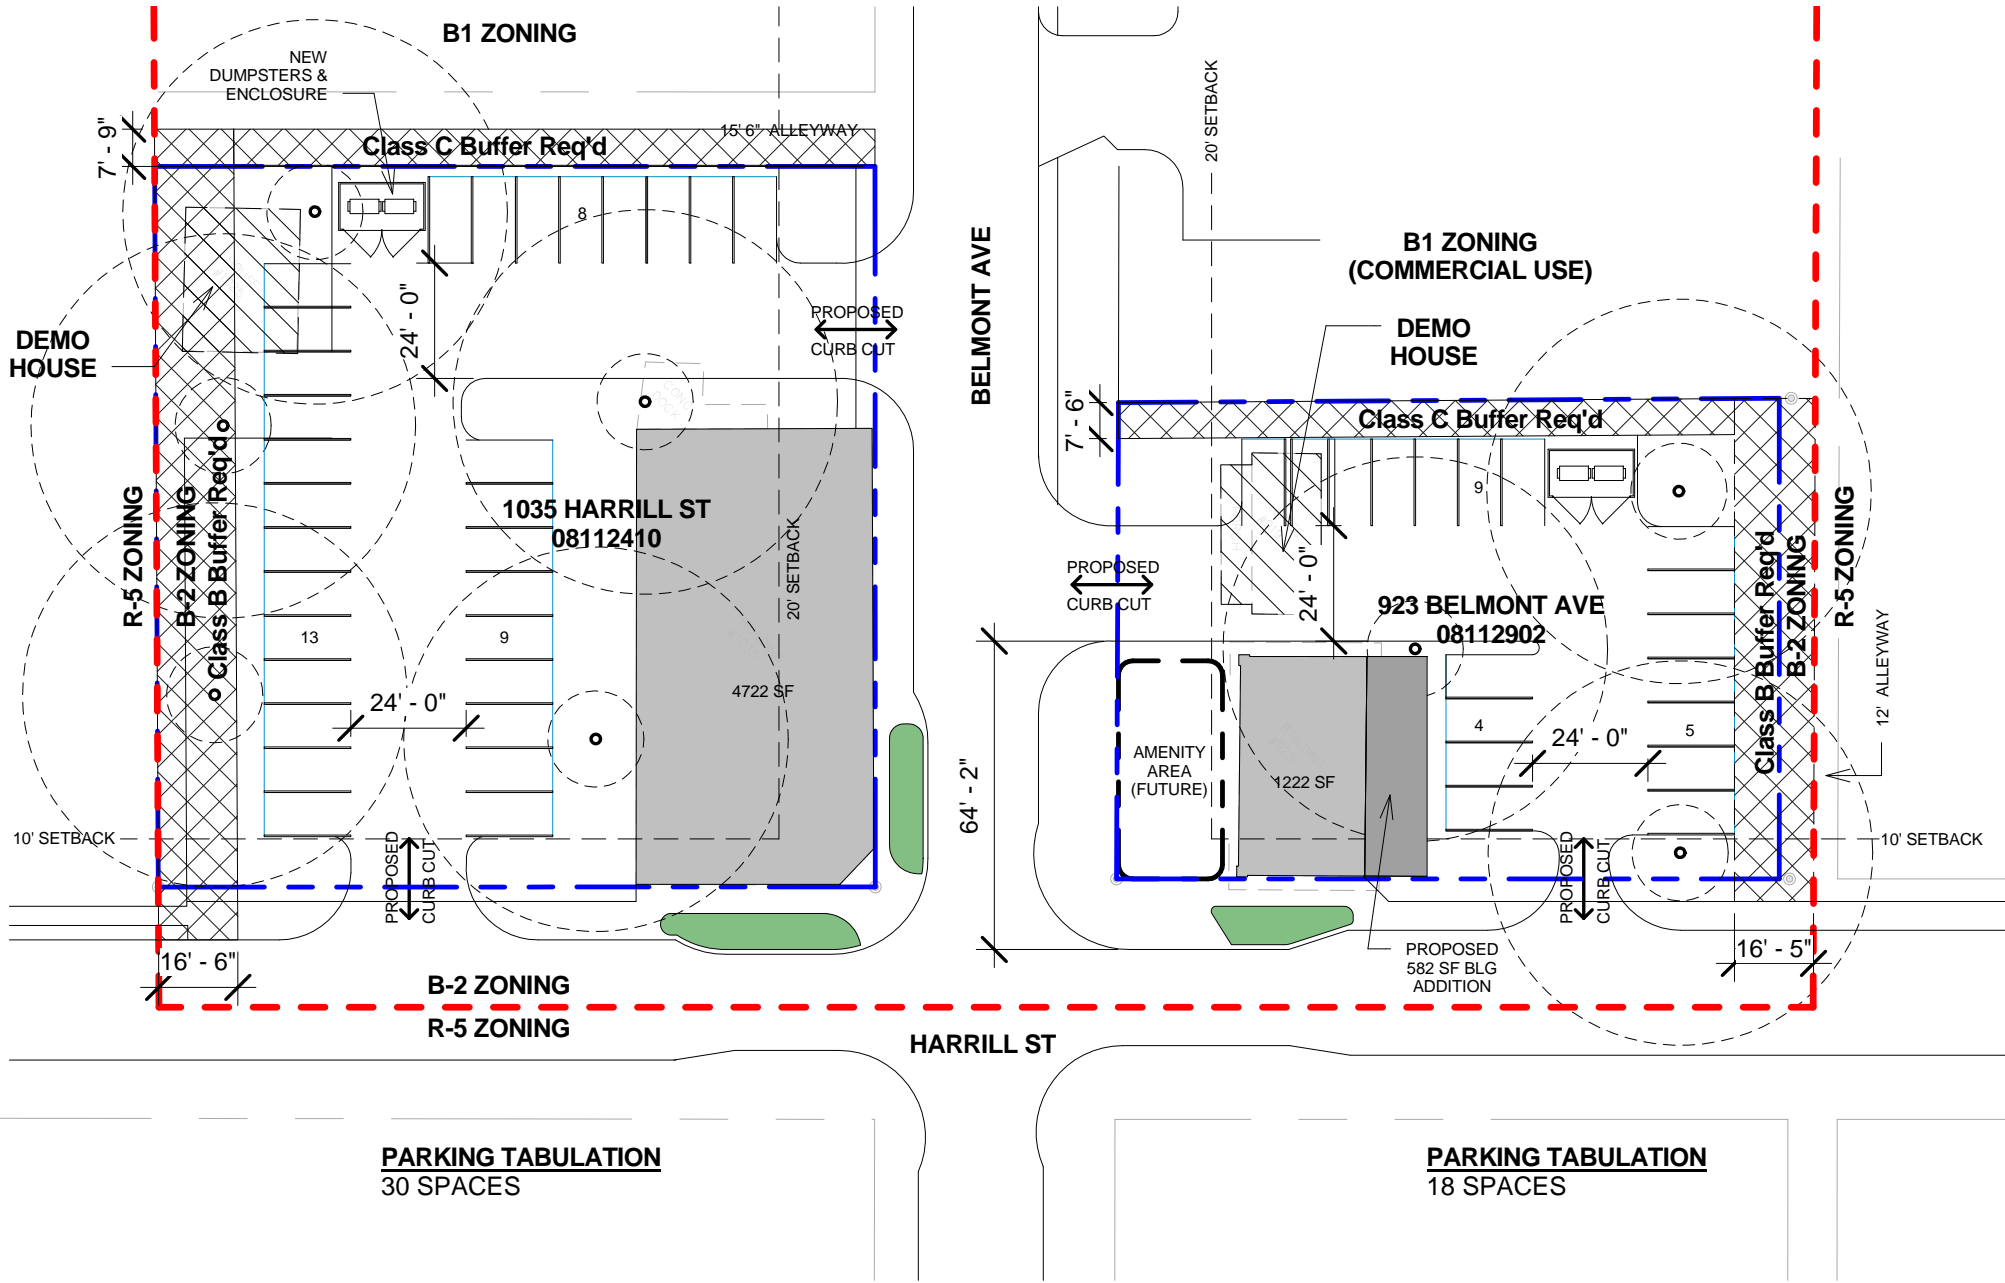 B1 ZONING
NEW
DUMPSTERS &
ENCLOSURE
7' - 9"
Class C Buffer Req'd
15' 6" ALLEYWAY
8
24' - 0"
PROPOSED
CURB CUT
DEMO
HOUSE
R-5 ZONING
B-2 ZONING
Class B Buffer Req'd
1035 HARRILL ST
08112410
20' SETBACK
13
9
4722 SF
24' - 0"
10' SETBACK
PROPOSED
CURB CUT
16' - 6"
B-2 ZONING
R-5 ZONING
HARRILL ST
BELMONT AVE
20' SETBACK
B1 ZONING
(COMMERCIAL USE)
DEMO
HOUSE
7' - 6"
Class C Buffer Req'd
9
24' - 0"
PROPOSED
CURB CUT
923 BELMONT AVE
08112902
Class B Buffer Req'd
B-2 ZONING
R-5 ZONING
12' ALLEYWAY
64' - 2"
AMENITY
AREA
(FUTURE)
1222 SF
4
24' - 0"
5
10' SETBACK
PROPOSED
CURB CUT
PROPOSED
582 SF BLG
ADDITION
16' - 5"
PARKING TABULATION
30 SPACES
PARKING TABULATION
18 SPACES